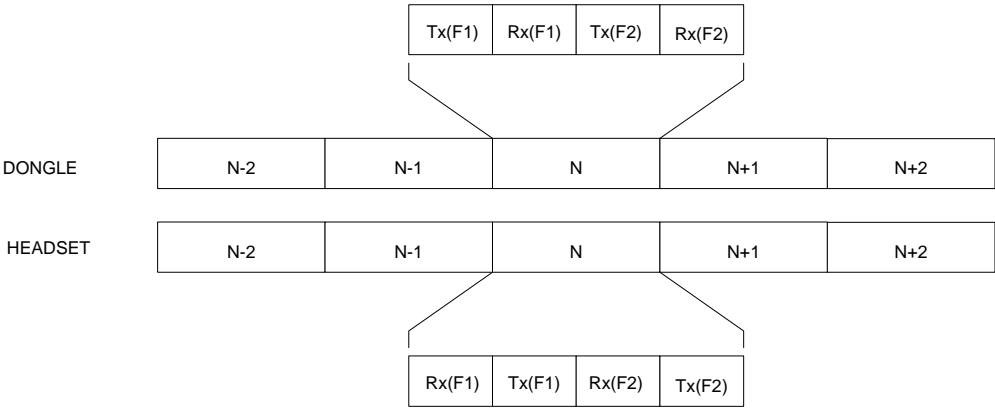 Tx(F1) Rx(F1) Tx(F2) Rx(F2)
DONGLE N-2 N-1 N N+1 N+2
HEADSET N-2 N-1 N N+1 N+2
Rx(F1) Tx(F1) Rx(F2) Tx(F2)